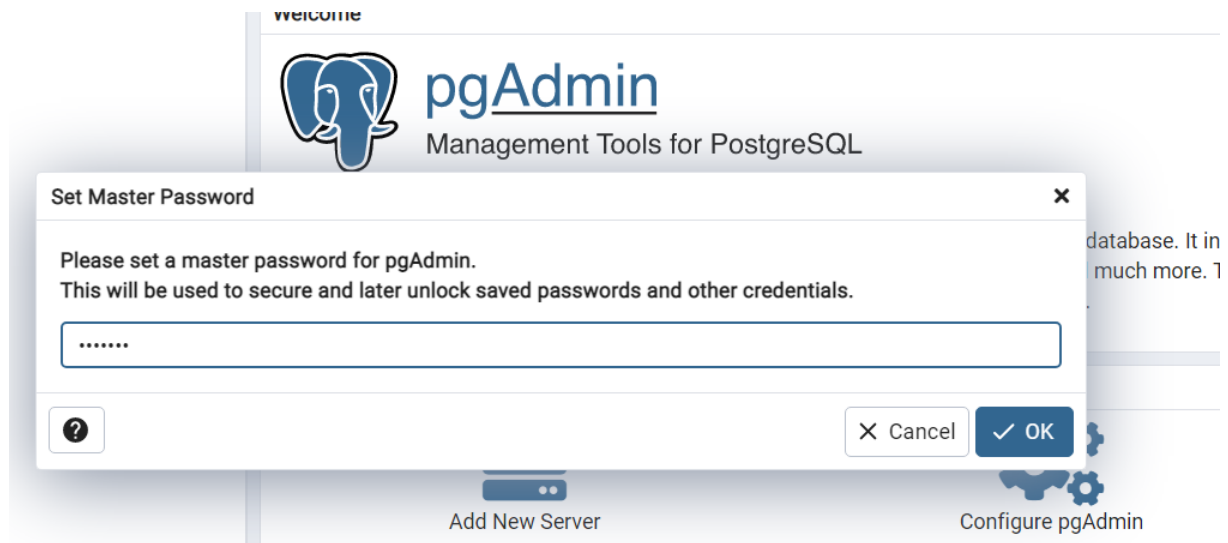 Welcome
pgAdmin
Management Tools for PostgreSQL
Set Master Password
database. It in
Please set a master password for pgAdmin.
much more. T
This will be used to secure and later unlock saved passwords and other credentials.
•••••••
Cancel
OK
Add New Server
Configure pgAdmin